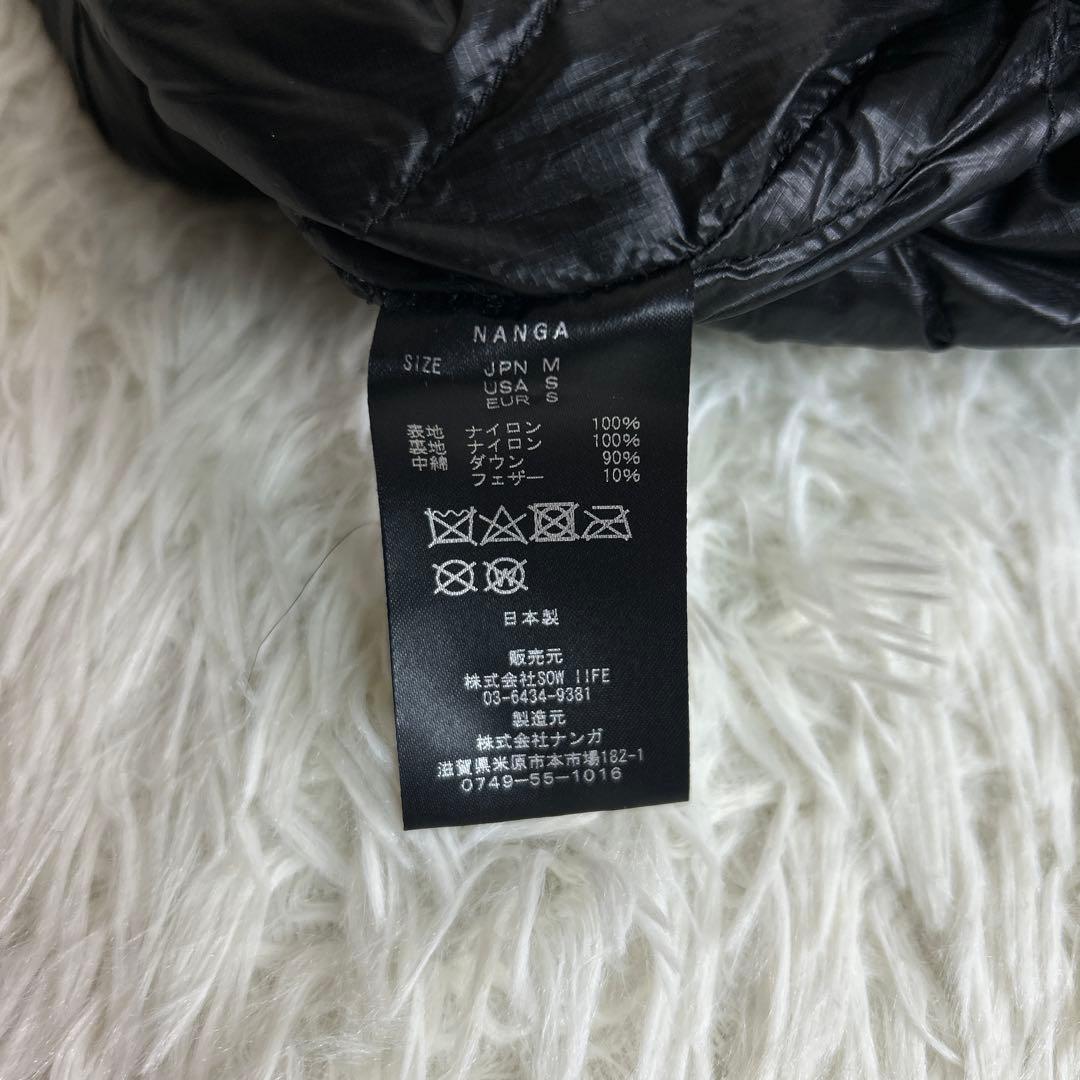 NANGA
SIZE JPN M
USA S
EUR S
表地 ナイロン 100%
裏地 ナイロン 100%
中綿 ダウン 90%
フェザー 10%
W
日本製
販売元
株式会社SOW IIFE
03-6434-9381
製造元
株式会社ナンガ
滋賀県米原市本市場182-1
0749-55-1016